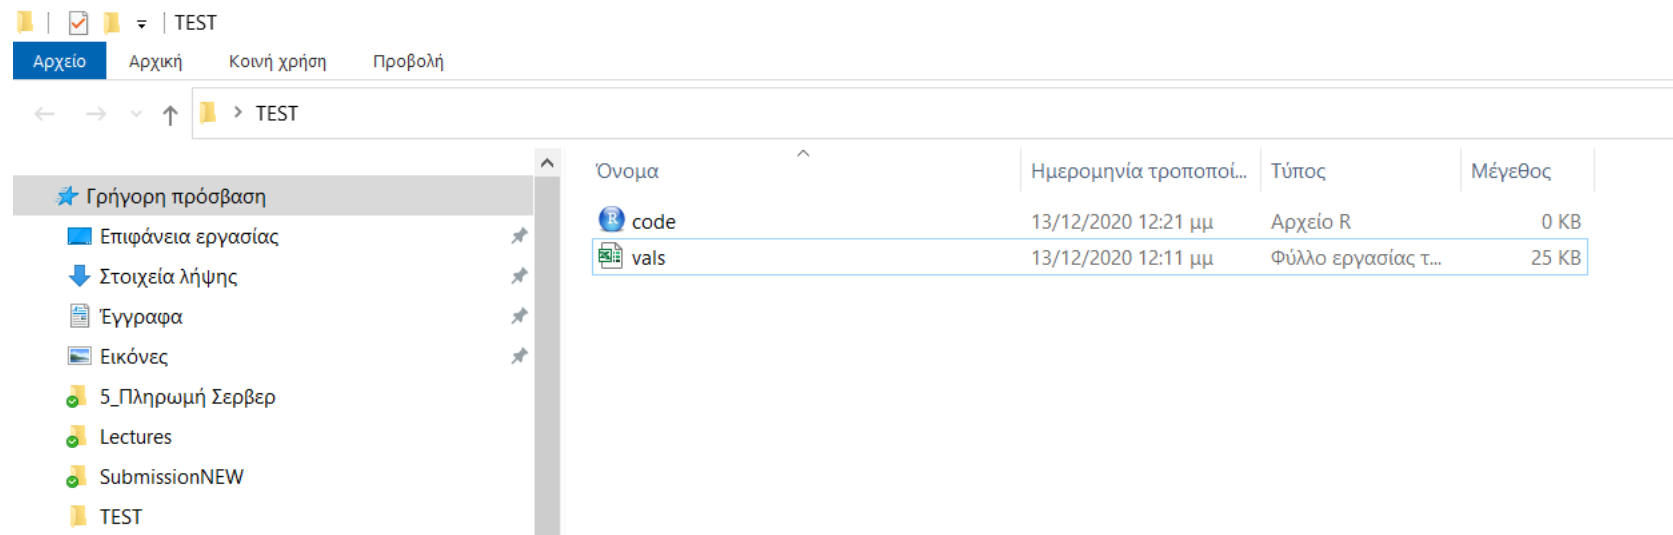 TEST
Αρχείο Αρχική Κοινή χρήση Προβολή
TEST
Όνομα Ημερομηνία τροποποί... Τύπος Μέγεθος
Γρήγορη πρόσβαση
code 13/12/2020 12:21 μμ Αρχείο R 0 KB
Επιφάνεια εργασίας
vals 13/12/2020 12:11 μμ Φύλλο εργασίας τ... 25 KB
Στοιχεία λήψης
Έγγραφα
Εικόνες
5_Πληρωμή Σερβερ
Lectures
SubmissionNEW
TEST